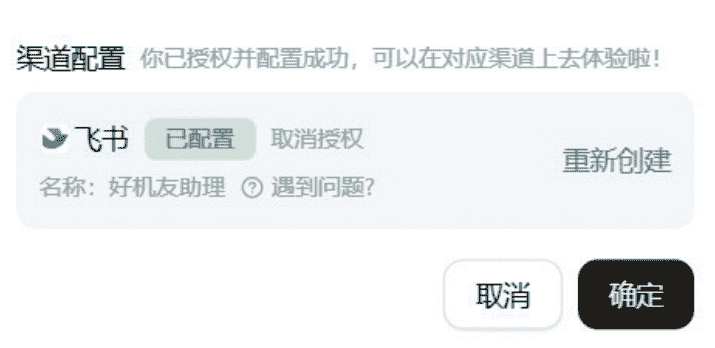 渠道配置 你已授权并配置成功，可以在对应渠道上去体验啦！
飞书 已配置 取消授权
重新创建
名称：好机友助理 ? 遇到问题?
取消 确定